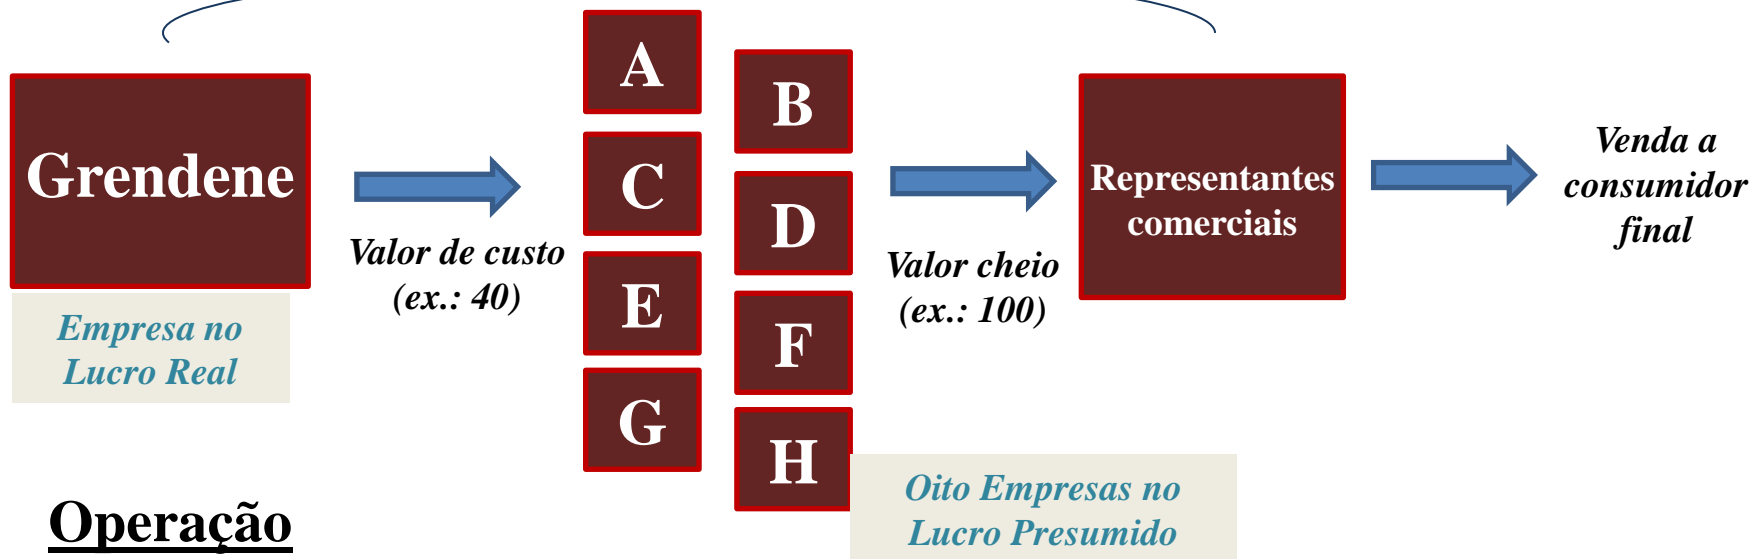 Grendene
Empresa no
Lucro Real
Valor de custo
(ex.: 40)
A
B
C
D
E
F
G
H
Valor cheio
(ex.: 100)
Oito Empresas no
Lucro Presumido
Representantes
comerciais
Venda a
consumidor
final
Operação